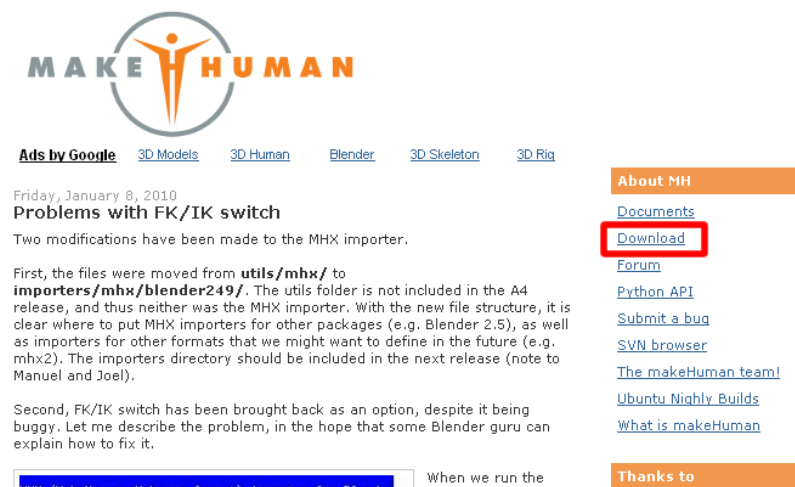 MAKE HUMAN
Ads by Google 3D Models 3D Human Blender 3D Skeleton 3D Rig
Friday, January 8, 2010
Problems with FK/IK switch
Two modifications have been made to the MHX importer.
First, the files were moved from utils/mhx/ to
importers/mhx/blender249/. The utils folder is not included in the A4
release, and thus neither was the MHX importer. With the new file structure, it is
clear where to put MHX importers for other packages (e.g. Blender 2.5), as well
as importers for other formats that we might want to define in the future (e.g.
mhx2). The importers directory should be included in the next release (note to
Manuel and Joel).
Second, FK/IK switch has been brought back as an option, despite it being
buggy. Let me describe the problem, in the hope that some Blender guru can
explain how to fix it.
When we run the
About MH
Documents
Download
Forum
Python API
Submit a bug
SVN browser
The makeHuman team!
Ubuntu Nighly Builds
What is makeHuman
Thanks to